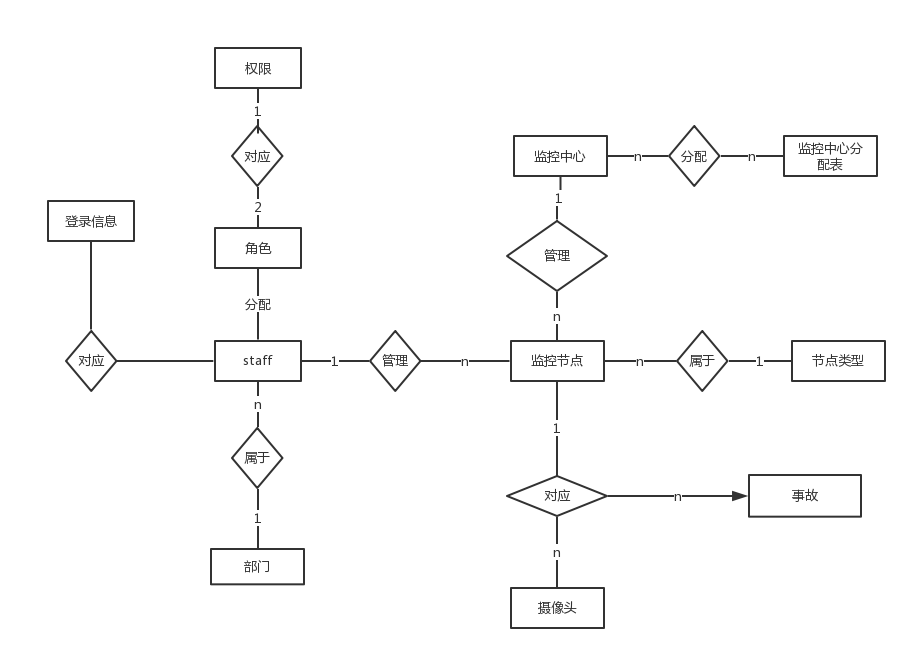 权限
1
对应
2
登录信息
角色
分配
对应
staff
1
管理
n
n
属于
1
部门
监控中心
n
分配
n
监控中心分
配表
1
管理
n
监控节点
n
属于
1
节点类型
1
对应
n
事故
n
摄像头